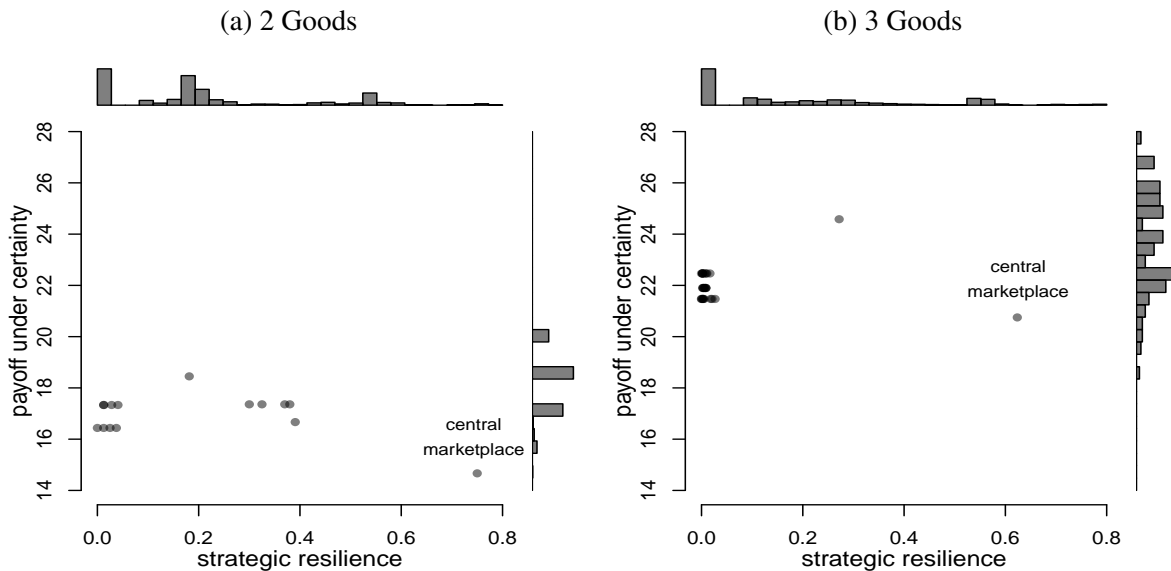 (a) 2 Goods
28
26
24
22
20
18
16
14
payoff under certainty
central
marketplace
0.0 0.2 0.4 0.6 0.8
strategic resilience
(b) 3 Goods
28
26
24
22
20
18
16
14
payoff under certainty
central
marketplace
0.0 0.2 0.4 0.6 0.8
strategic resilience